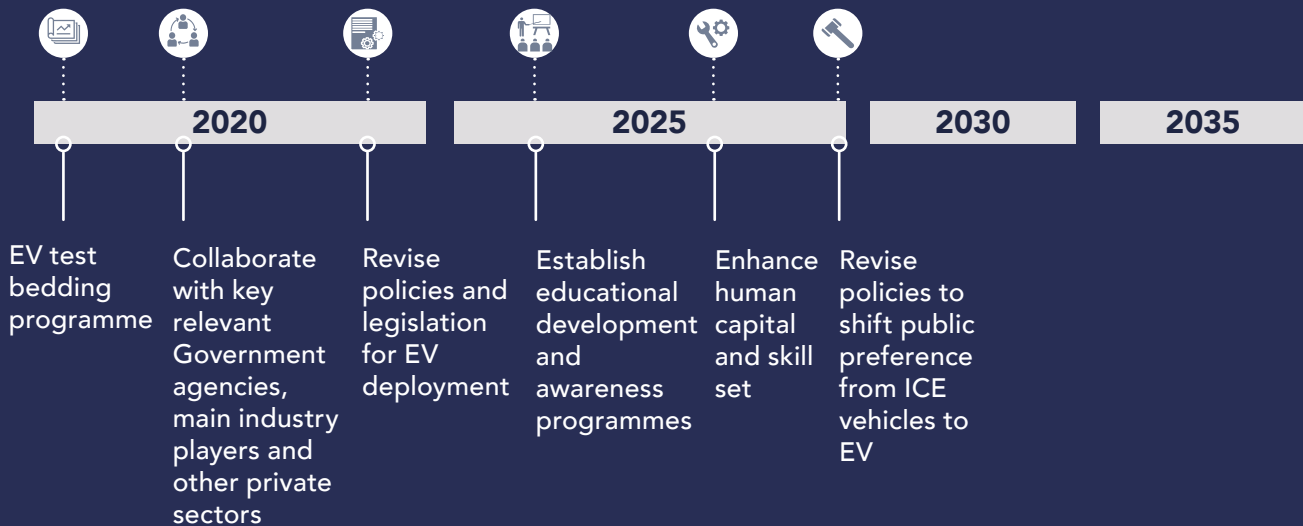 2020
2025
2030
2035
EV test
bedding
programme
Collaborate
with key
relevant
Government
agencies,
main industry
players and
other private
sectors
Revise
policies and
legislation
for EV
deployment
Establish
educational
development
and
awareness
programmes
Enhance
human
capital
and skill
set
Revise
policies to
shift public
preference
from ICE
vehicles to
EV